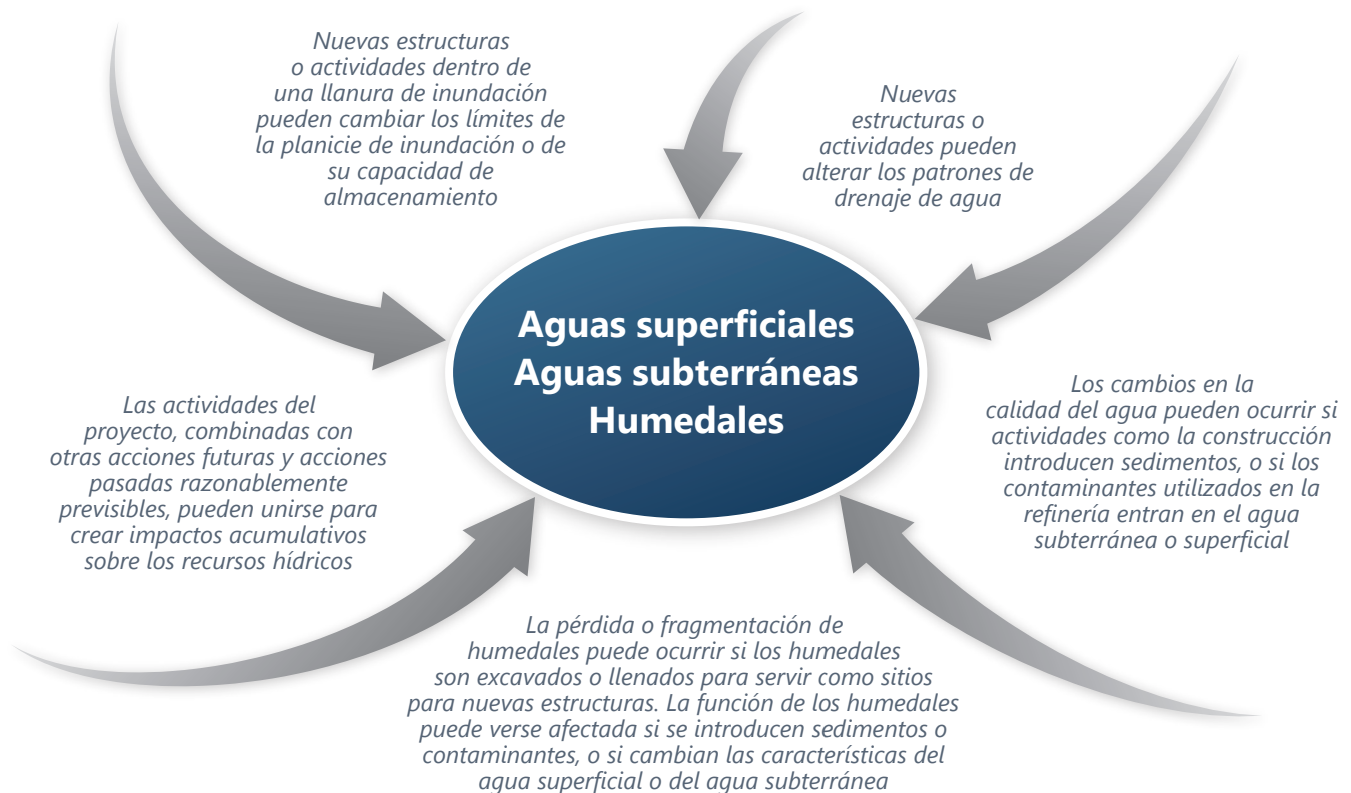 Nuevas estructuras
o actividades dentro de
una llanura de inundación
pueden cambiar los límites de
la planicie de inundación o de
su capacidad de
almacenamiento
Nuevas
estructuras o
actividades pueden
alterar los patrones de
drenaje de agua
Aguas superficiales
Aguas subterráneas
Humedales
Las actividades del
proyecto, combinadas con
otras acciones futuras y acciones
pasadas razonablemente
previsibles, pueden unirse para
crear impactos acumulativos
sobre los recursos hídricos
Los cambios en la
calidad del agua pueden ocurrir si
actividades como la construcción
introducen sedimentos, o si los
contaminantes utilizados en la
refinería entran en el agua
subterránea o superficial
La pérdida o fragmentación de
humedales puede ocurrir si los humedales
son excavados o llenados para servir como sitios
para nuevas estructuras. La función de los humedales
puede verse afectada si se introducen sedimentos o
contaminantes, o si cambian las características del
agua superficial o del agua subterránea